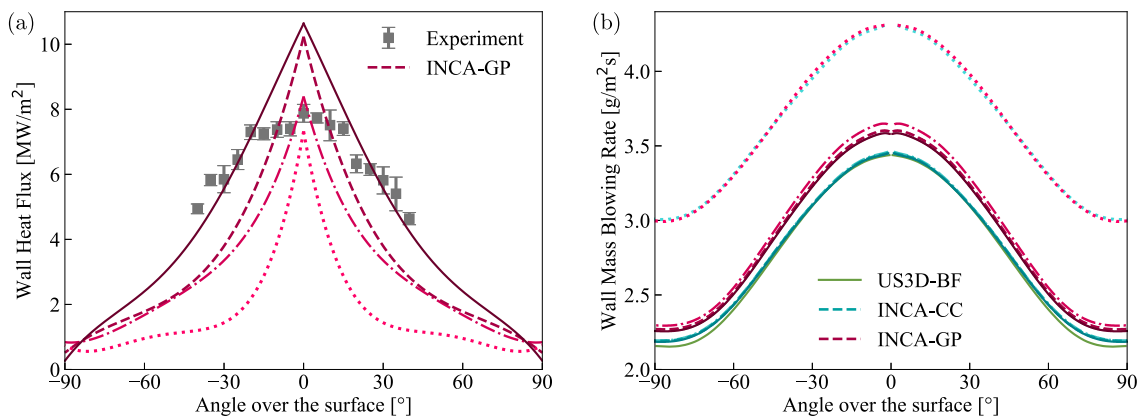 (a)
Wall Heat Flux [MW/m²]
10
8
6
4
2
0
Experiment
INCA-GP
−90 −60 −30 0 30 60 90
Angle over the surface [°]
(b)
Wall Mass Blowing Rate [g/m²s]
4.0
3.5
3.0
2.5
2.0
US3D-BF
INCA-CC
INCA-GP
−90 −60 −30 0 30 60 90
Angle over the surface [°]